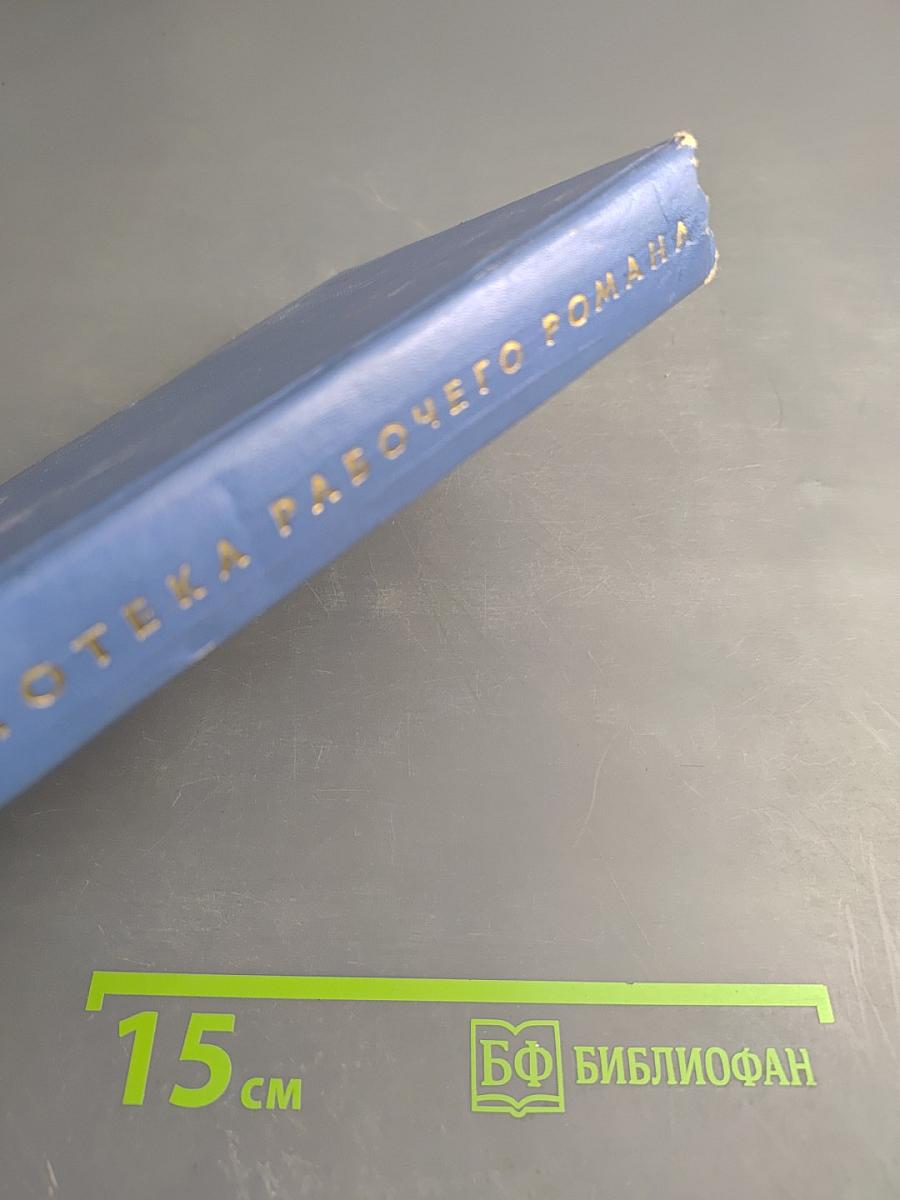 ОТЕКА РАБОЧЕГО РОМАНА
15 см
БФ БИБЛИОФАН